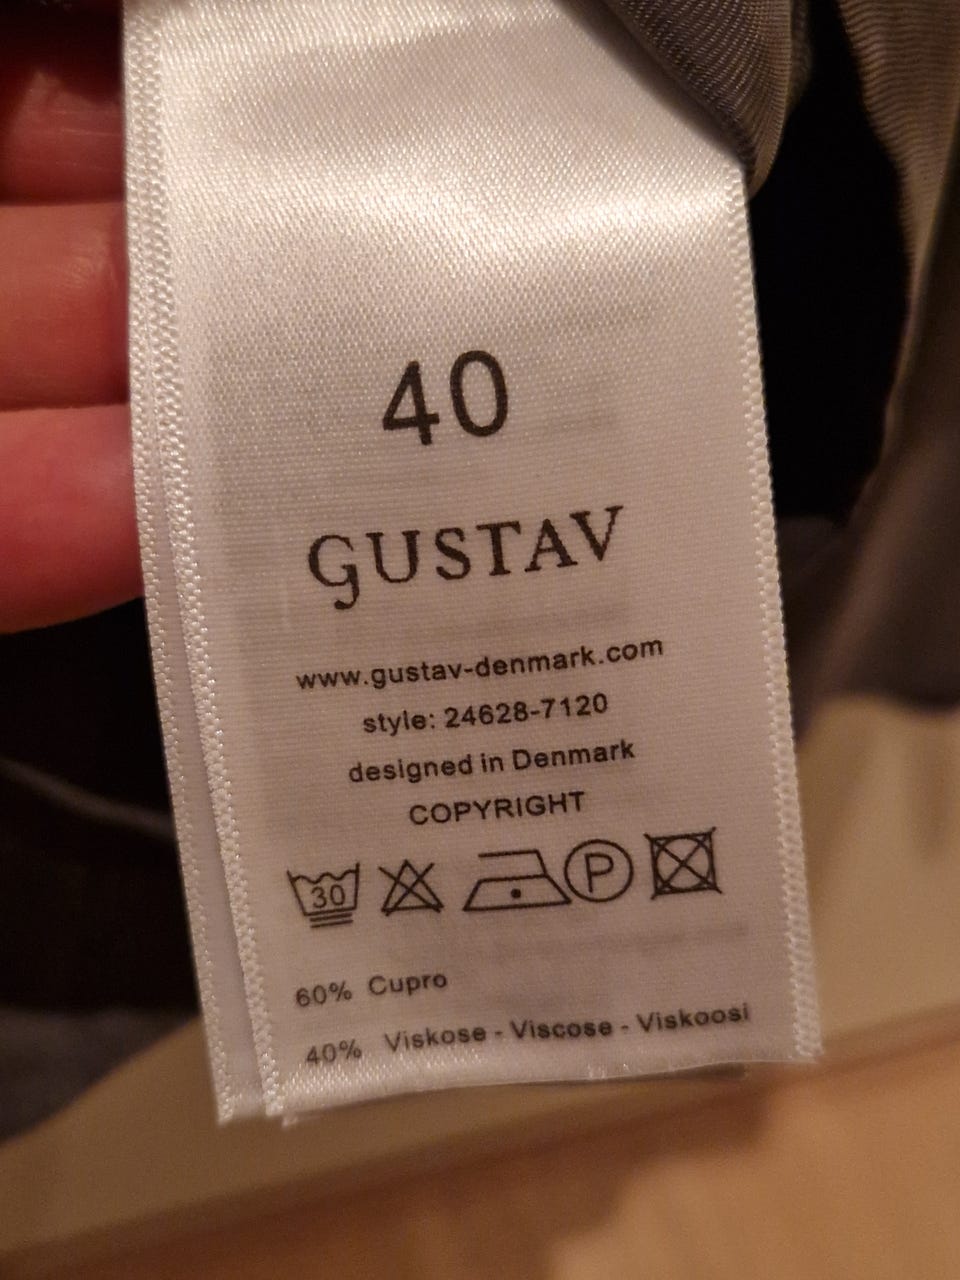 40
GUSTAV
www.gustav-denmark.com
style: 24628-7120
designed in Denmark
COPYRIGHT
30 P
60% Cupro
40% Viskose - Viscose - Viskoosi